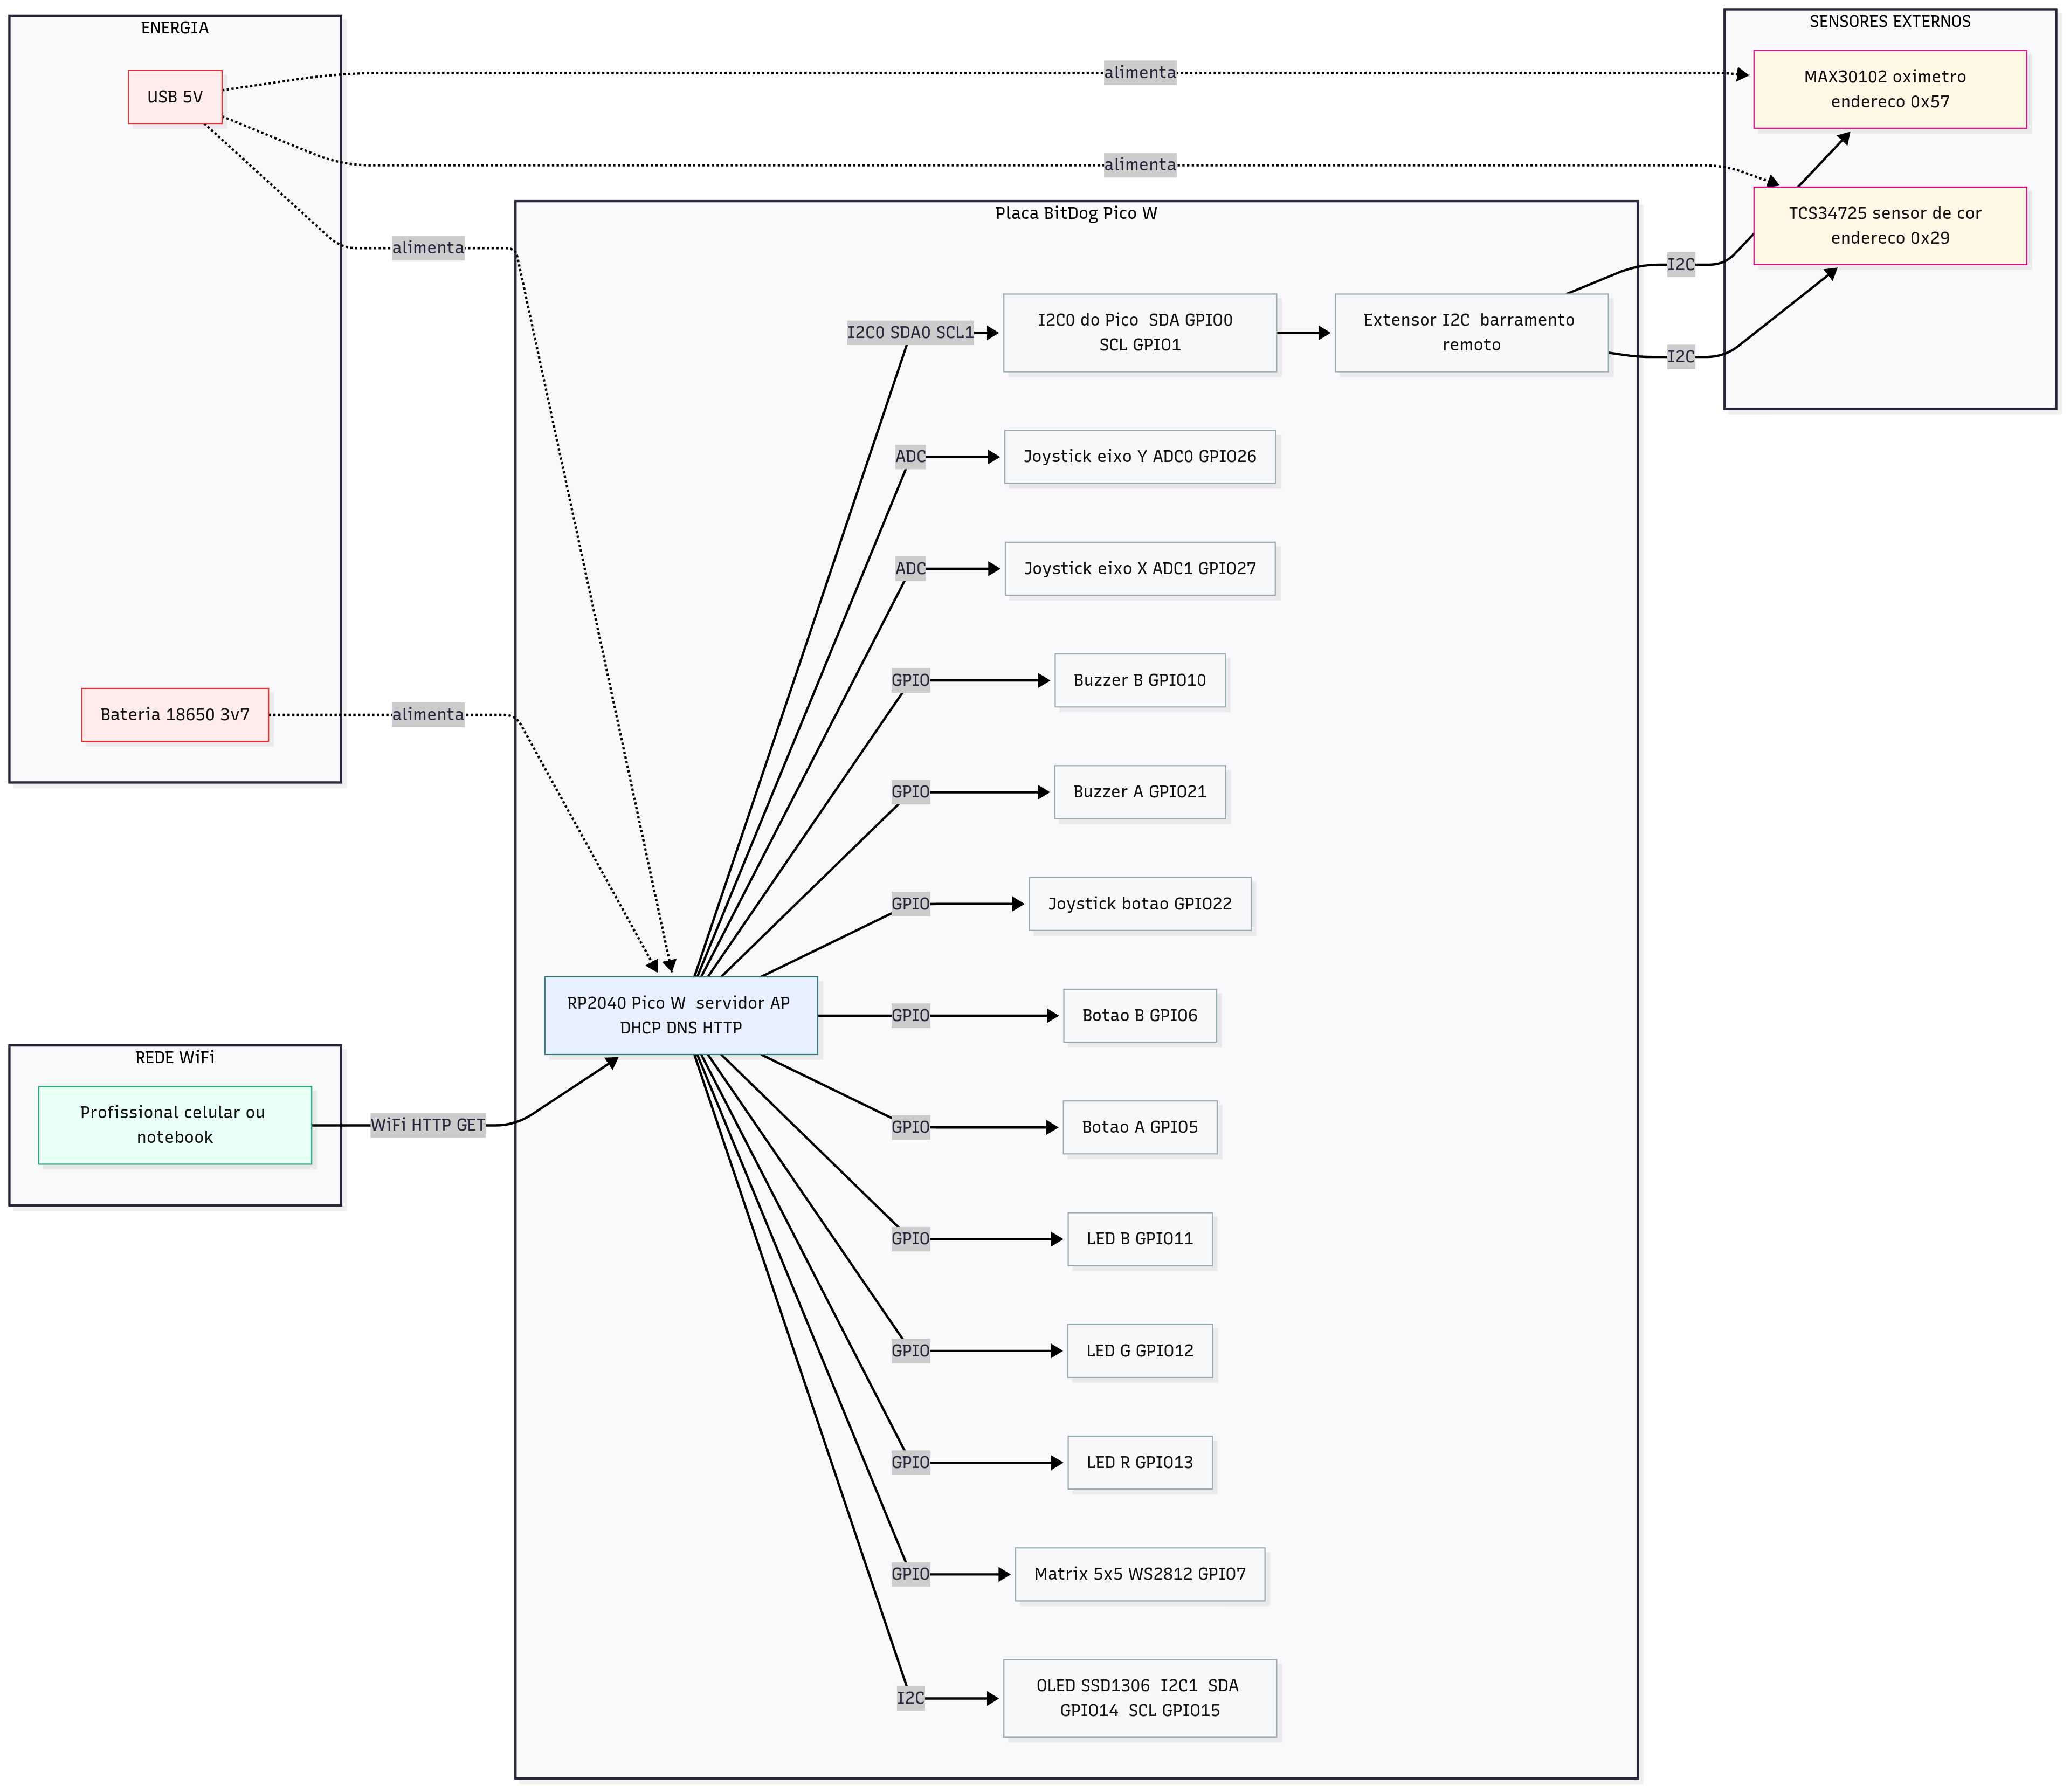 ENERGIA
USB 5V
Bateria 18650 3v7
alimenta
alimenta
alimenta
alimenta
SENSORES EXTERNOS
MAX30102 oximetro
endereco 0x57
TCS34725 sensor de cor
endereco 0x29
I2C
I2C
Placa BitDog Pico W
I2C0 SDA0 SCL1
I2C0 do Pico  SDA GPIO0
SCL GPIO1
Extensor I2C  barramento
remoto
ADC
Joystick eixo Y ADC0 GPIO26
ADC
Joystick eixo X ADC1 GPIO27
GPIO
Buzzer B GPIO10
GPIO
Buzzer A GPIO21
GPIO
Joystick botao GPIO22
RP2040 Pico W  servidor AP
DHCP DNS HTTP
GPIO
Botao B GPIO6
GPIO
Botao A GPIO5
GPIO
LED B GPIO11
GPIO
LED G GPIO12
GPIO
LED R GPIO13
GPIO
Matrix 5x5 WS2812 GPIO7
I2C
OLED SSD1306  I2C1  SDA
GPIO14  SCL GPIO15
REDE WiFi
Profissional celular ou
notebook
WiFi HTTP GET